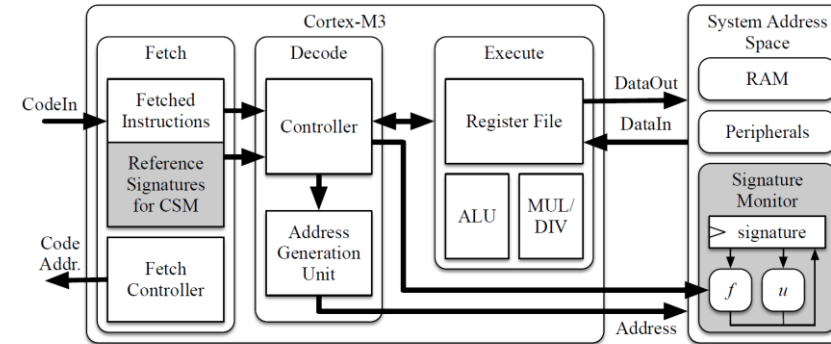 Cortex-M3
System Address
Space
Fetch
Decode
Execute
CodeIn
Fetched
Instructions
Reference
Signatures
for CSM
Code
Addr.
Fetch
Controller
Controller
Address
Generation
Unit
Register File
ALU
MUL/
DIV
DataOut
DataIn
Address
RAM
Peripherals
Signature
Monitor
signature
f
u